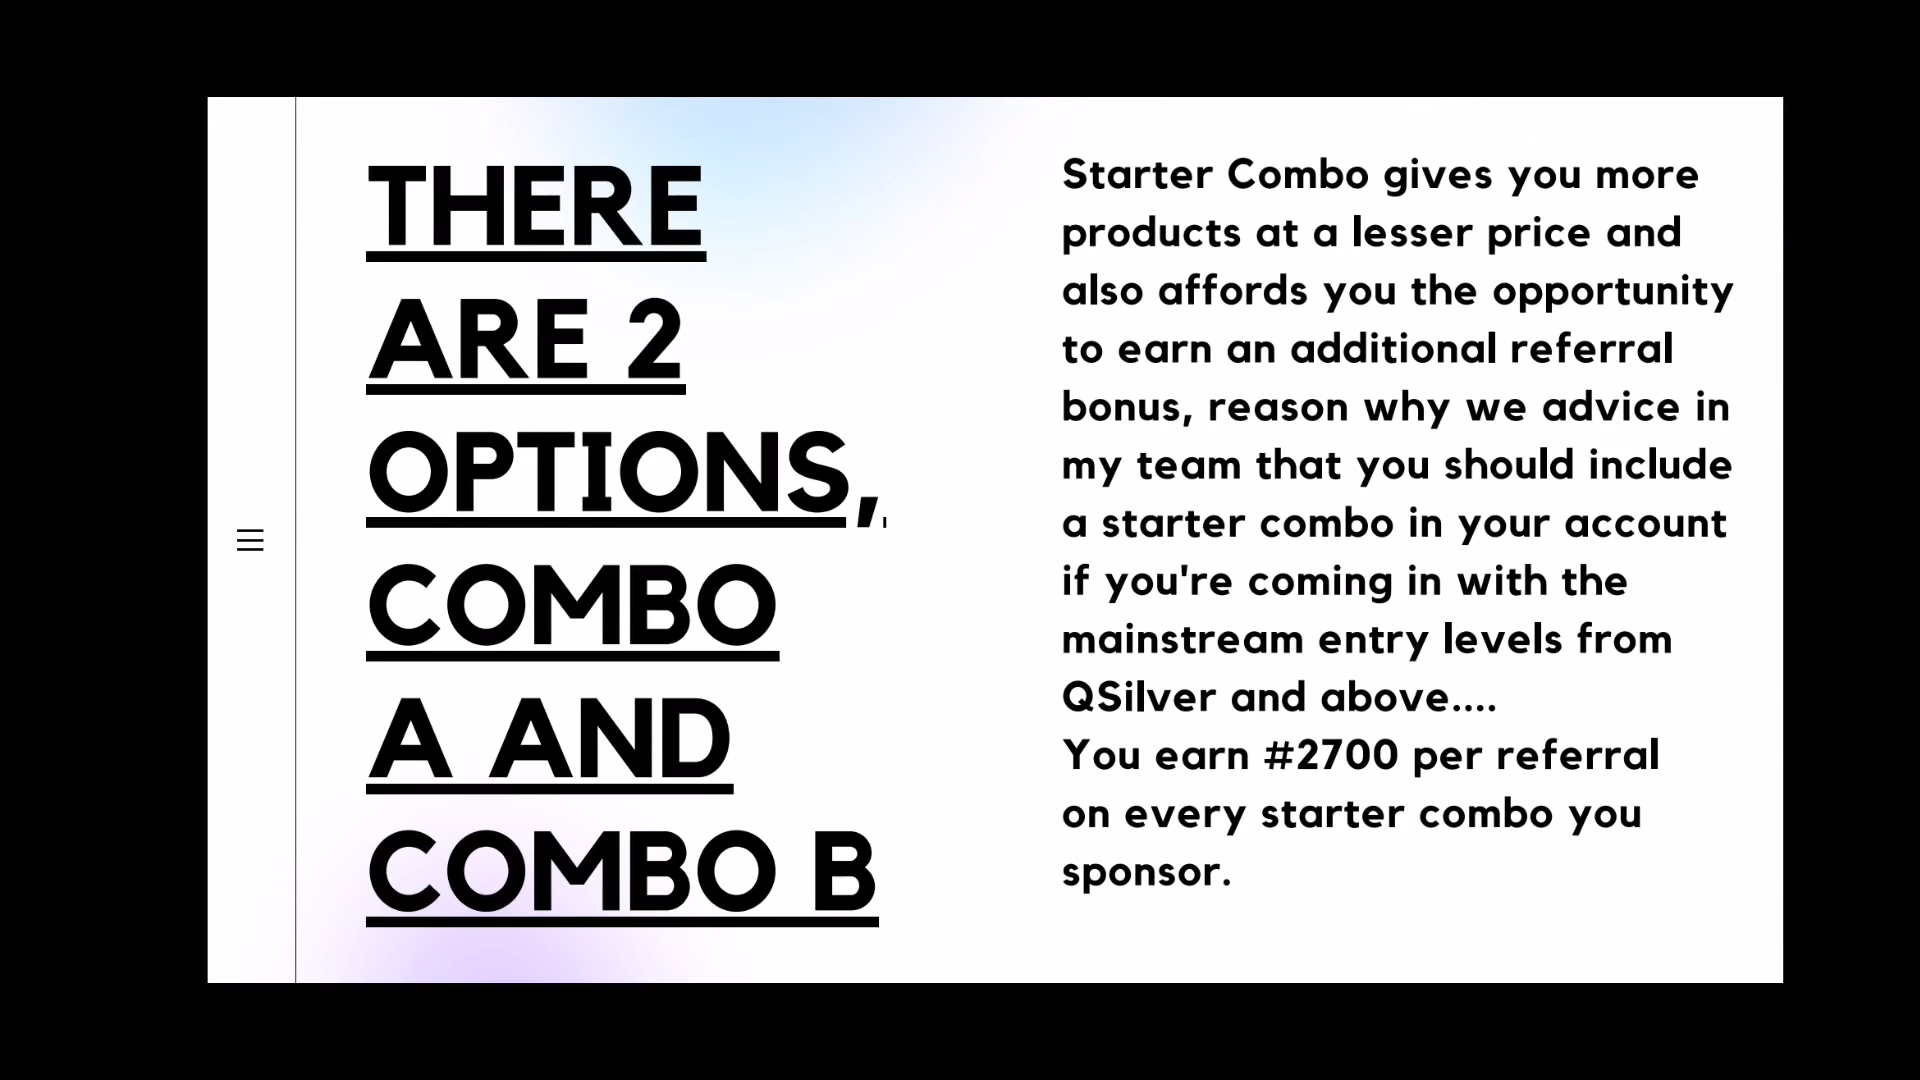 THERE
ARE 2
OPTIONS,
COMBO
A AND
COMBO B
Starter Combo gives you more
products at a lesser price and
also affords you the opportunity
to earn an additional referral
bonus, reason why we advice in
my team that you should include
a starter combo in your account
if you're coming in with the
mainstream entry levels from
QSilver and above....
You earn #2700 per referral
on every starter combo you
sponsor.